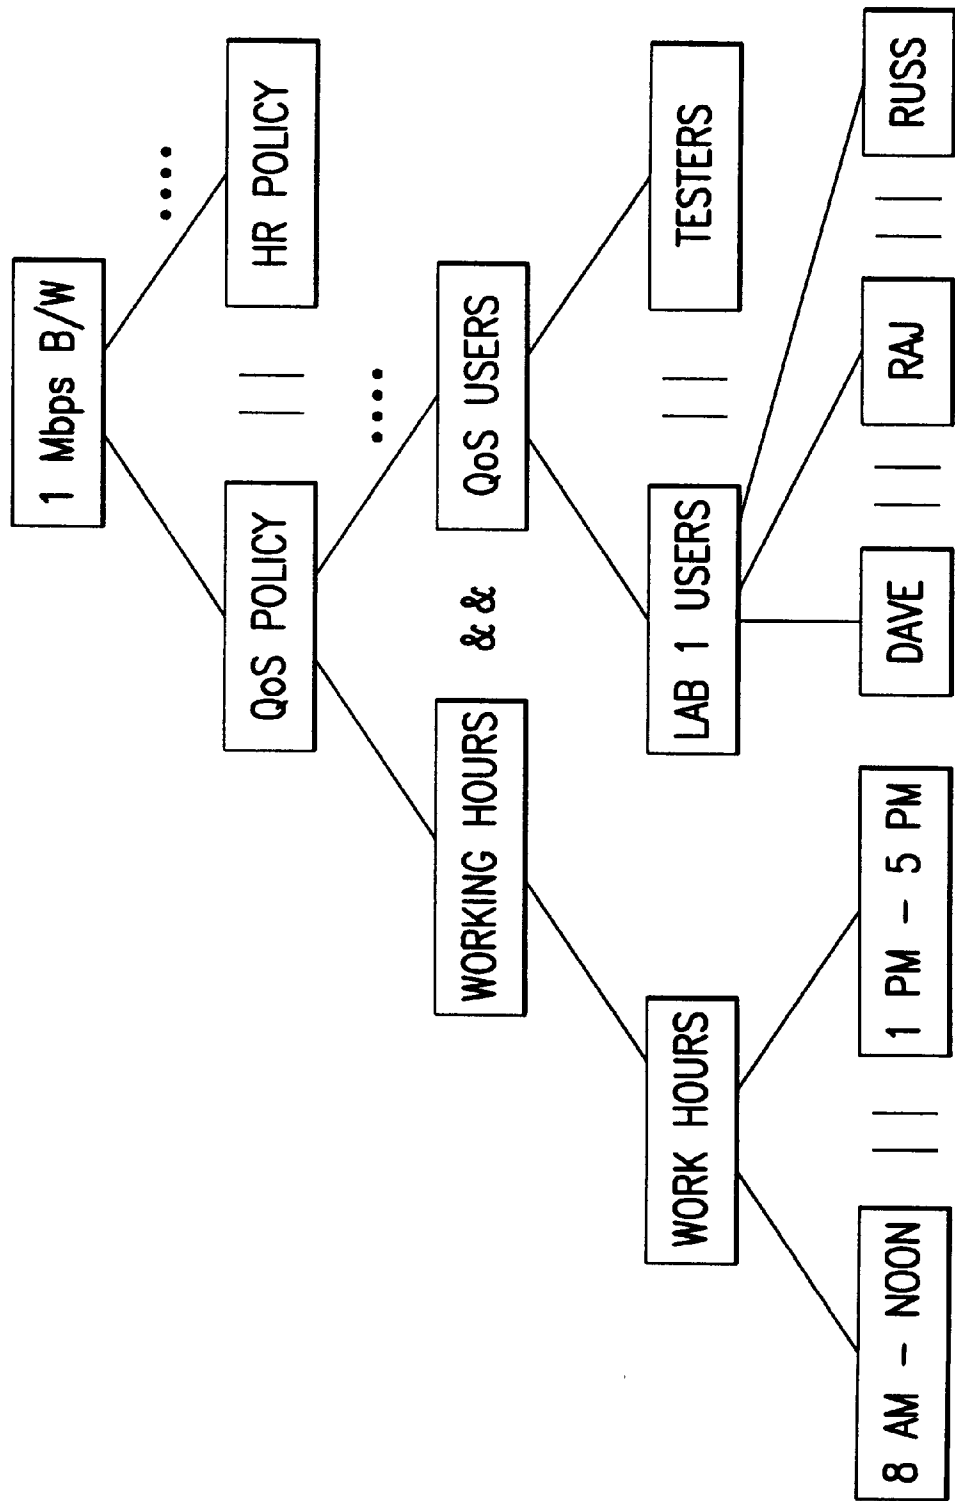 1 Mbps B/W
....
QoS POLICY
||
HR POLICY
....
WORKING HOURS
&&
QoS USERS
WORK HOURS
LAB 1 USERS
||
TESTERS
8 AM – NOON
||
1 PM – 5 PM
DAVE
||
RAJ
||
RUSS